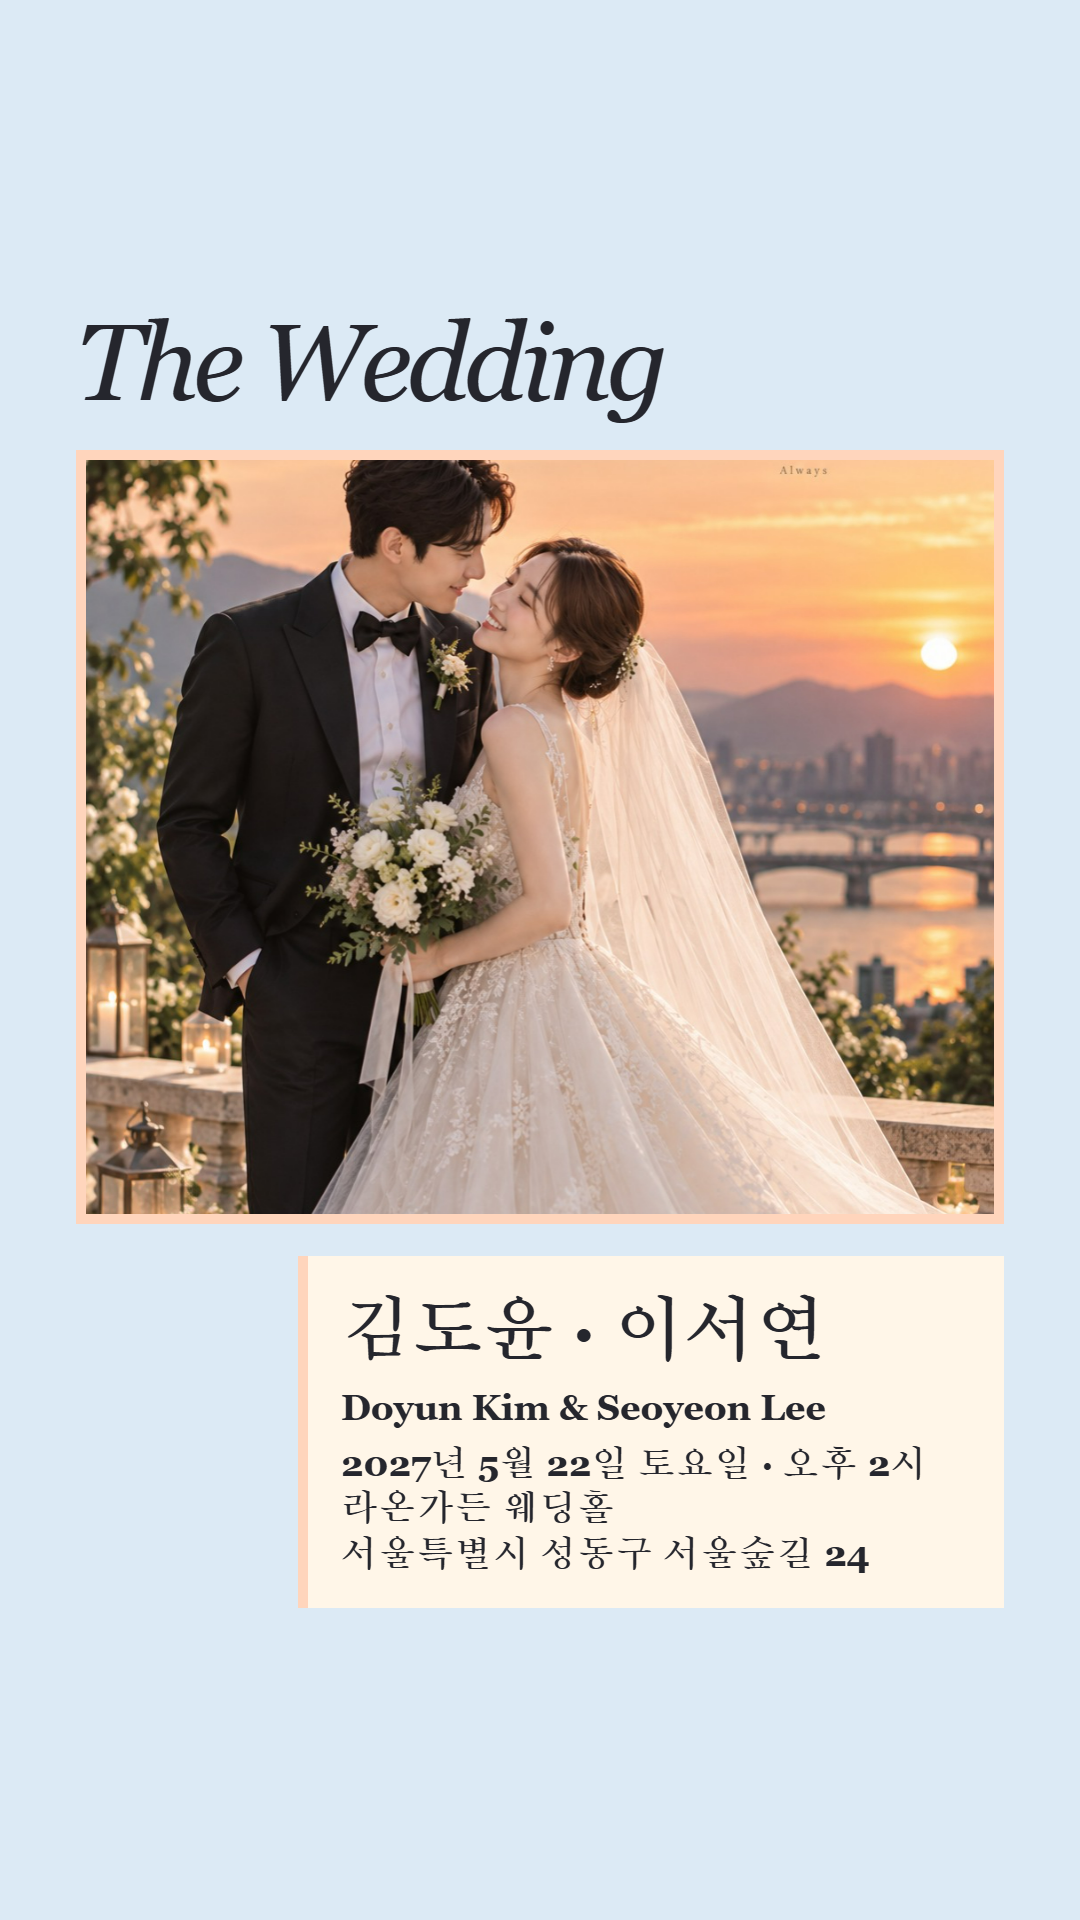 The Wedding
Always
김도윤 · 이서연
Doyun Kim & Seoyeon Lee
2027년 5월 22일 토요일 · 오후 2시
라온가든 웨딩홀
서울특별시 성동구 서울숲길 24